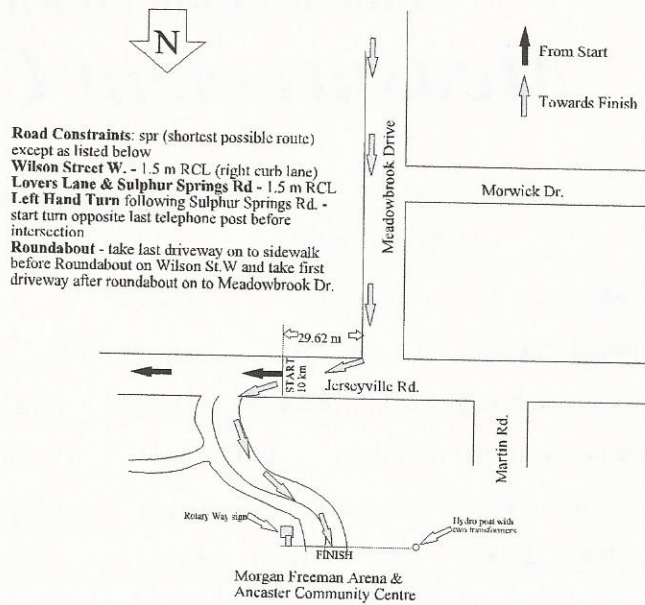 N
From Start
Towards Finish
Road Constraints: spr (shortest possible route)
except as listed below
Wilson Street W. - 1.5 m RCL (right curb lane)
Lovers Lane & Sulphur Springs Rd - 1.5 m RCL
Left Hand Turn following Sulphur Springs Rd. -
start turn opposite last telephone post before
intersection
Roundabout - take last driveway on to sidewalk
before Roundabout on Wilson St.W and take first
driveway after roundabout on to Meadowbrook Dr.
Meadowbrook Drive
Morwick Dr.
29.62 m
START
10 km
Jerseyville Rd.
Martin Rd.
Rotary Way sign
Hydro post with
two transformers
FINISH
Morgan Freeman Arena &
Ancaster Community Centre